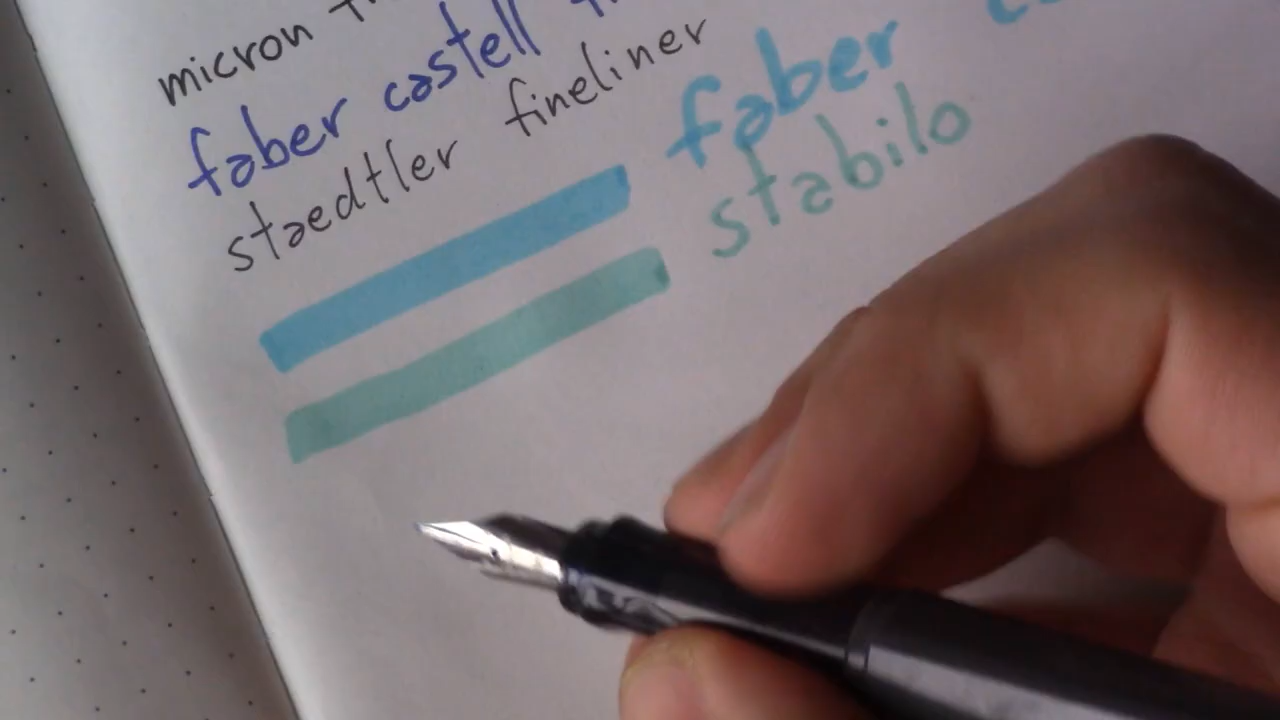 micron
faber castell
staedtler fineliner
faber
stabilo